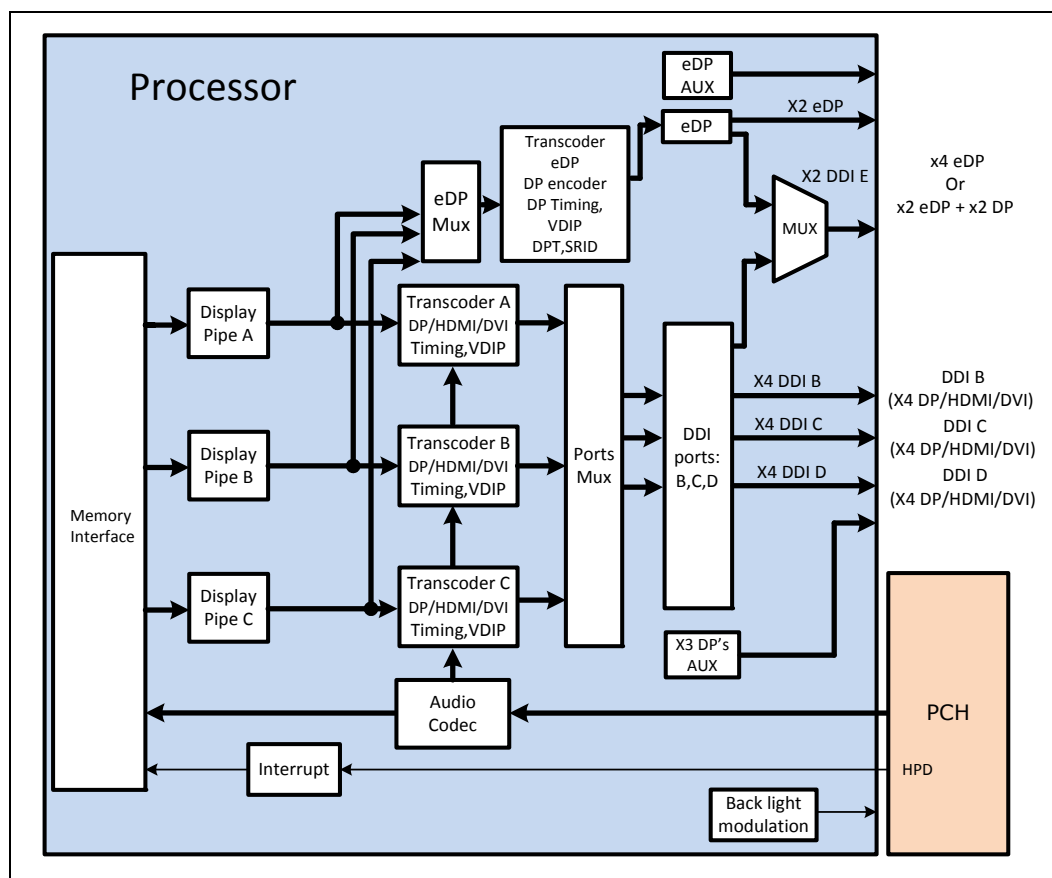 Processor
eDP
AUX
X2 eDP
eDP
Transcoder
eDP
DP encoder
DP Timing,
VDIP
DPT,SRID
eDP
Mux
X2 DDI E
MUX
x4 eDP
Or
x2 eDP + x2 DP
Memory
Interface
Display
Pipe A
Transcoder A
DP/HDMI/DVI
Timing,VDIP
Display
Pipe B
Transcoder B
DP/HDMI/DVI
Timing,VDIP
Display
Pipe C
Transcoder C
DP/HDMI/DVI
Timing,VDIP
Ports
Mux
DDI
ports:
B,C,D
X4 DDI B
X4 DDI C
X4 DDI D
DDI B
(X4 DP/HDMI/DVI)
DDI C
(X4 DP/HDMI/DVI)
DDI D
(X4 DP/HDMI/DVI)
X3 DP's
AUX
Audio
Codec
PCH
Interrupt
HPD
Back light
modulation